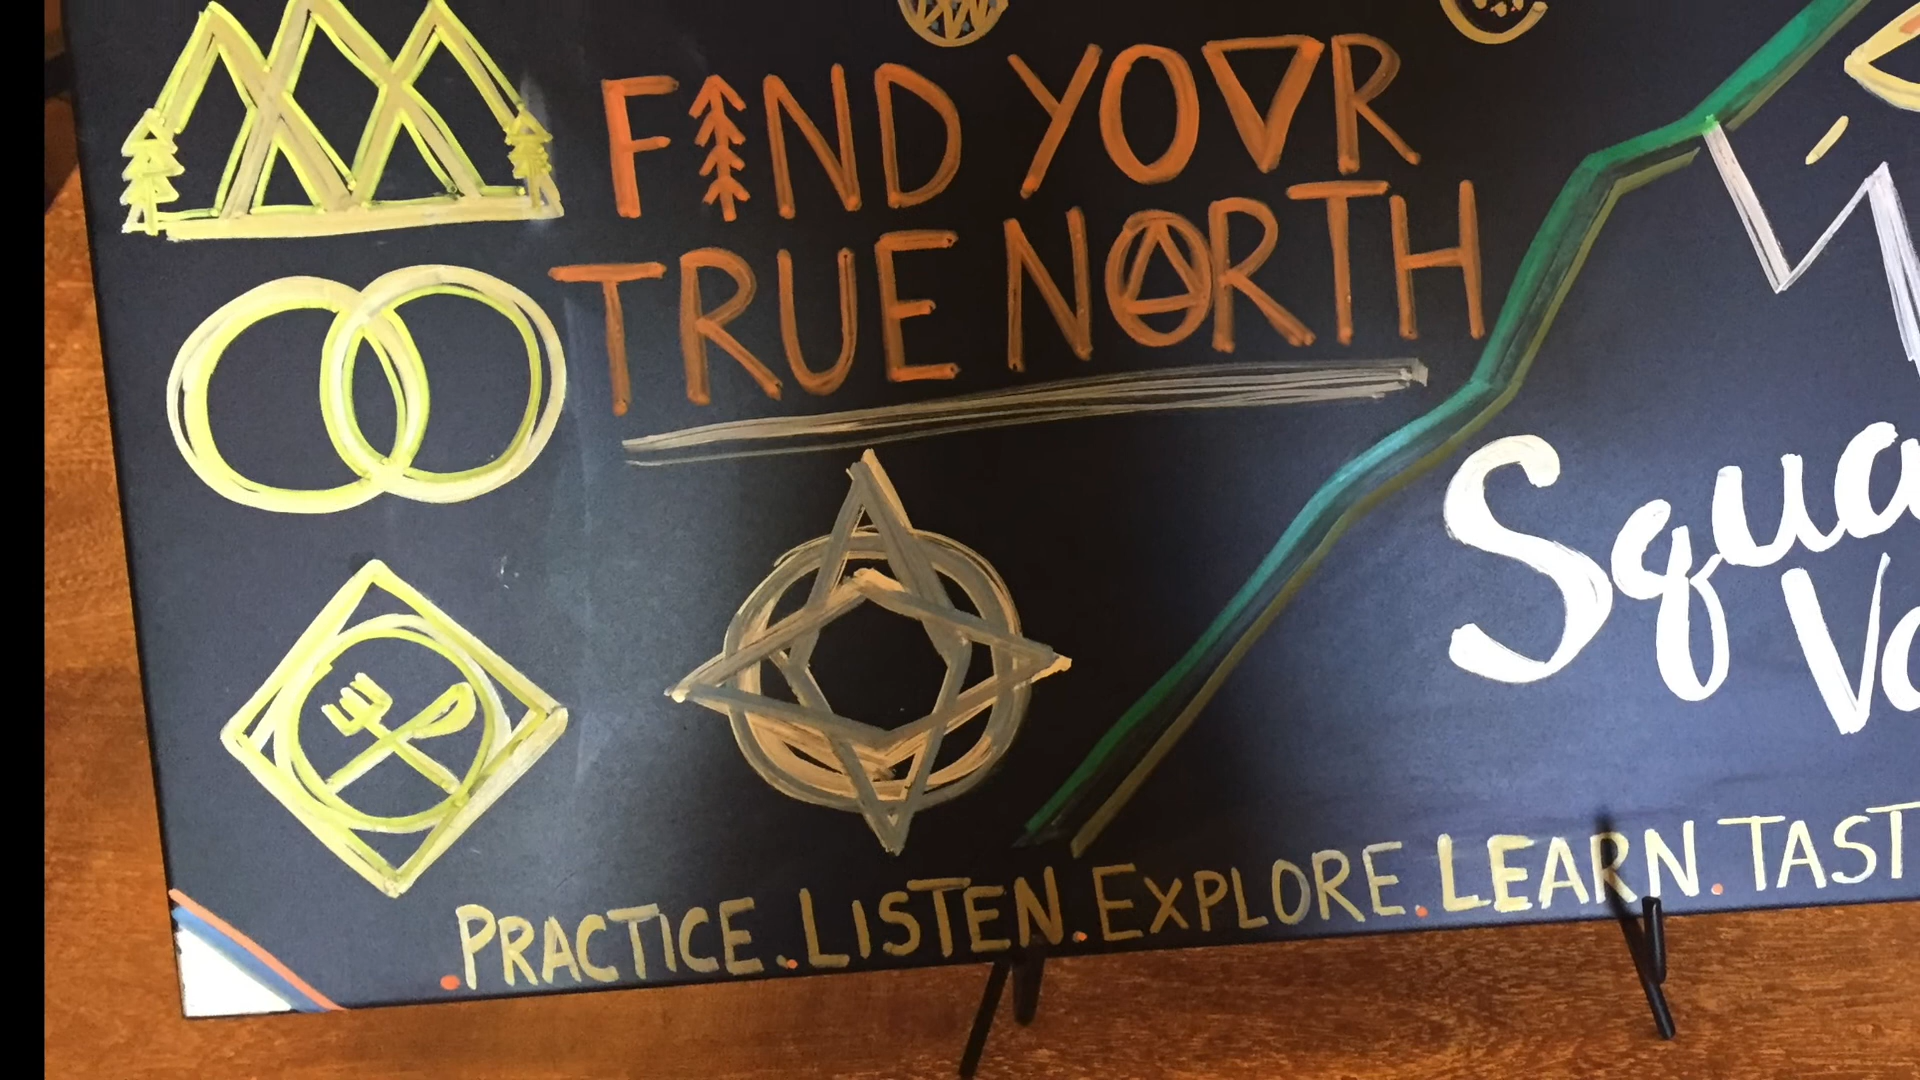 FIND YOUR
TRUE NORTH
Squa
Va
.PRACTICE.LISTEN.EXPLORE.LEARN.TAST